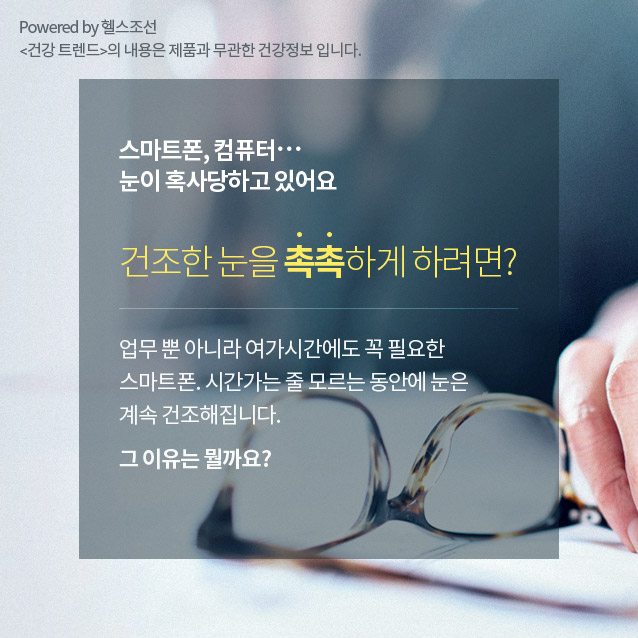 Powered by 헬스조선
<건강 트렌드>의 내용은 제품과 무관한 건강정보 입니다.
스마트폰, 컴퓨터···
눈이 혹사당하고 있어요
건조한 눈을 촉촉하게 하려면?
업무 뿐 아니라 여가시간에도 꼭 필요한
스마트폰. 시간가는 줄 모르는 동안에 눈은
계속 건조해집니다.
그 이유는 뭘까요?